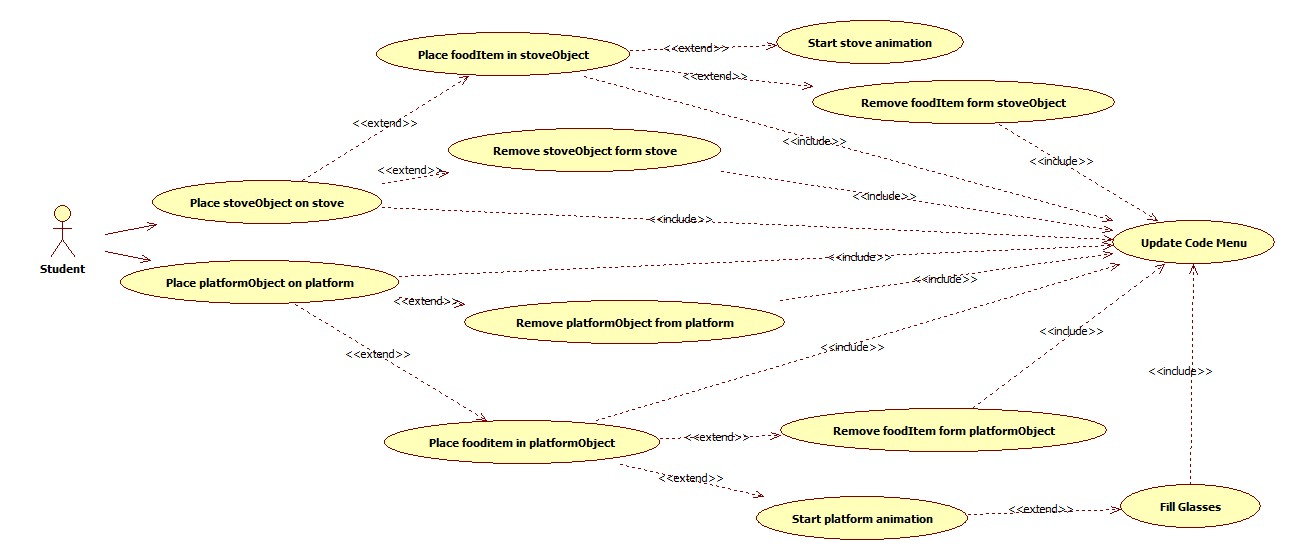 Place foodItem in stoveObject
<<extend>>
Start stove animation
<<extend>>
Remove foodItem form stoveObject
<<extend>>
<<include>>
Remove stoveObject form stove
<<include>>
<<extend>>
<<include>>
Place stoveObject on stove
<<include>>
Student
Update Code Menu
<<include>>
Place platformObject on platform
<<include>>
<<extend>>
Remove platformObject from platform
<<include>>
<<extend>>
<<include>>
<<include>>
Place fooditem in platformObject
<<extend>>
Remove foodItem form platformObject
<<extend>>
Start platform animation
<<extend>>
Fill Glasses